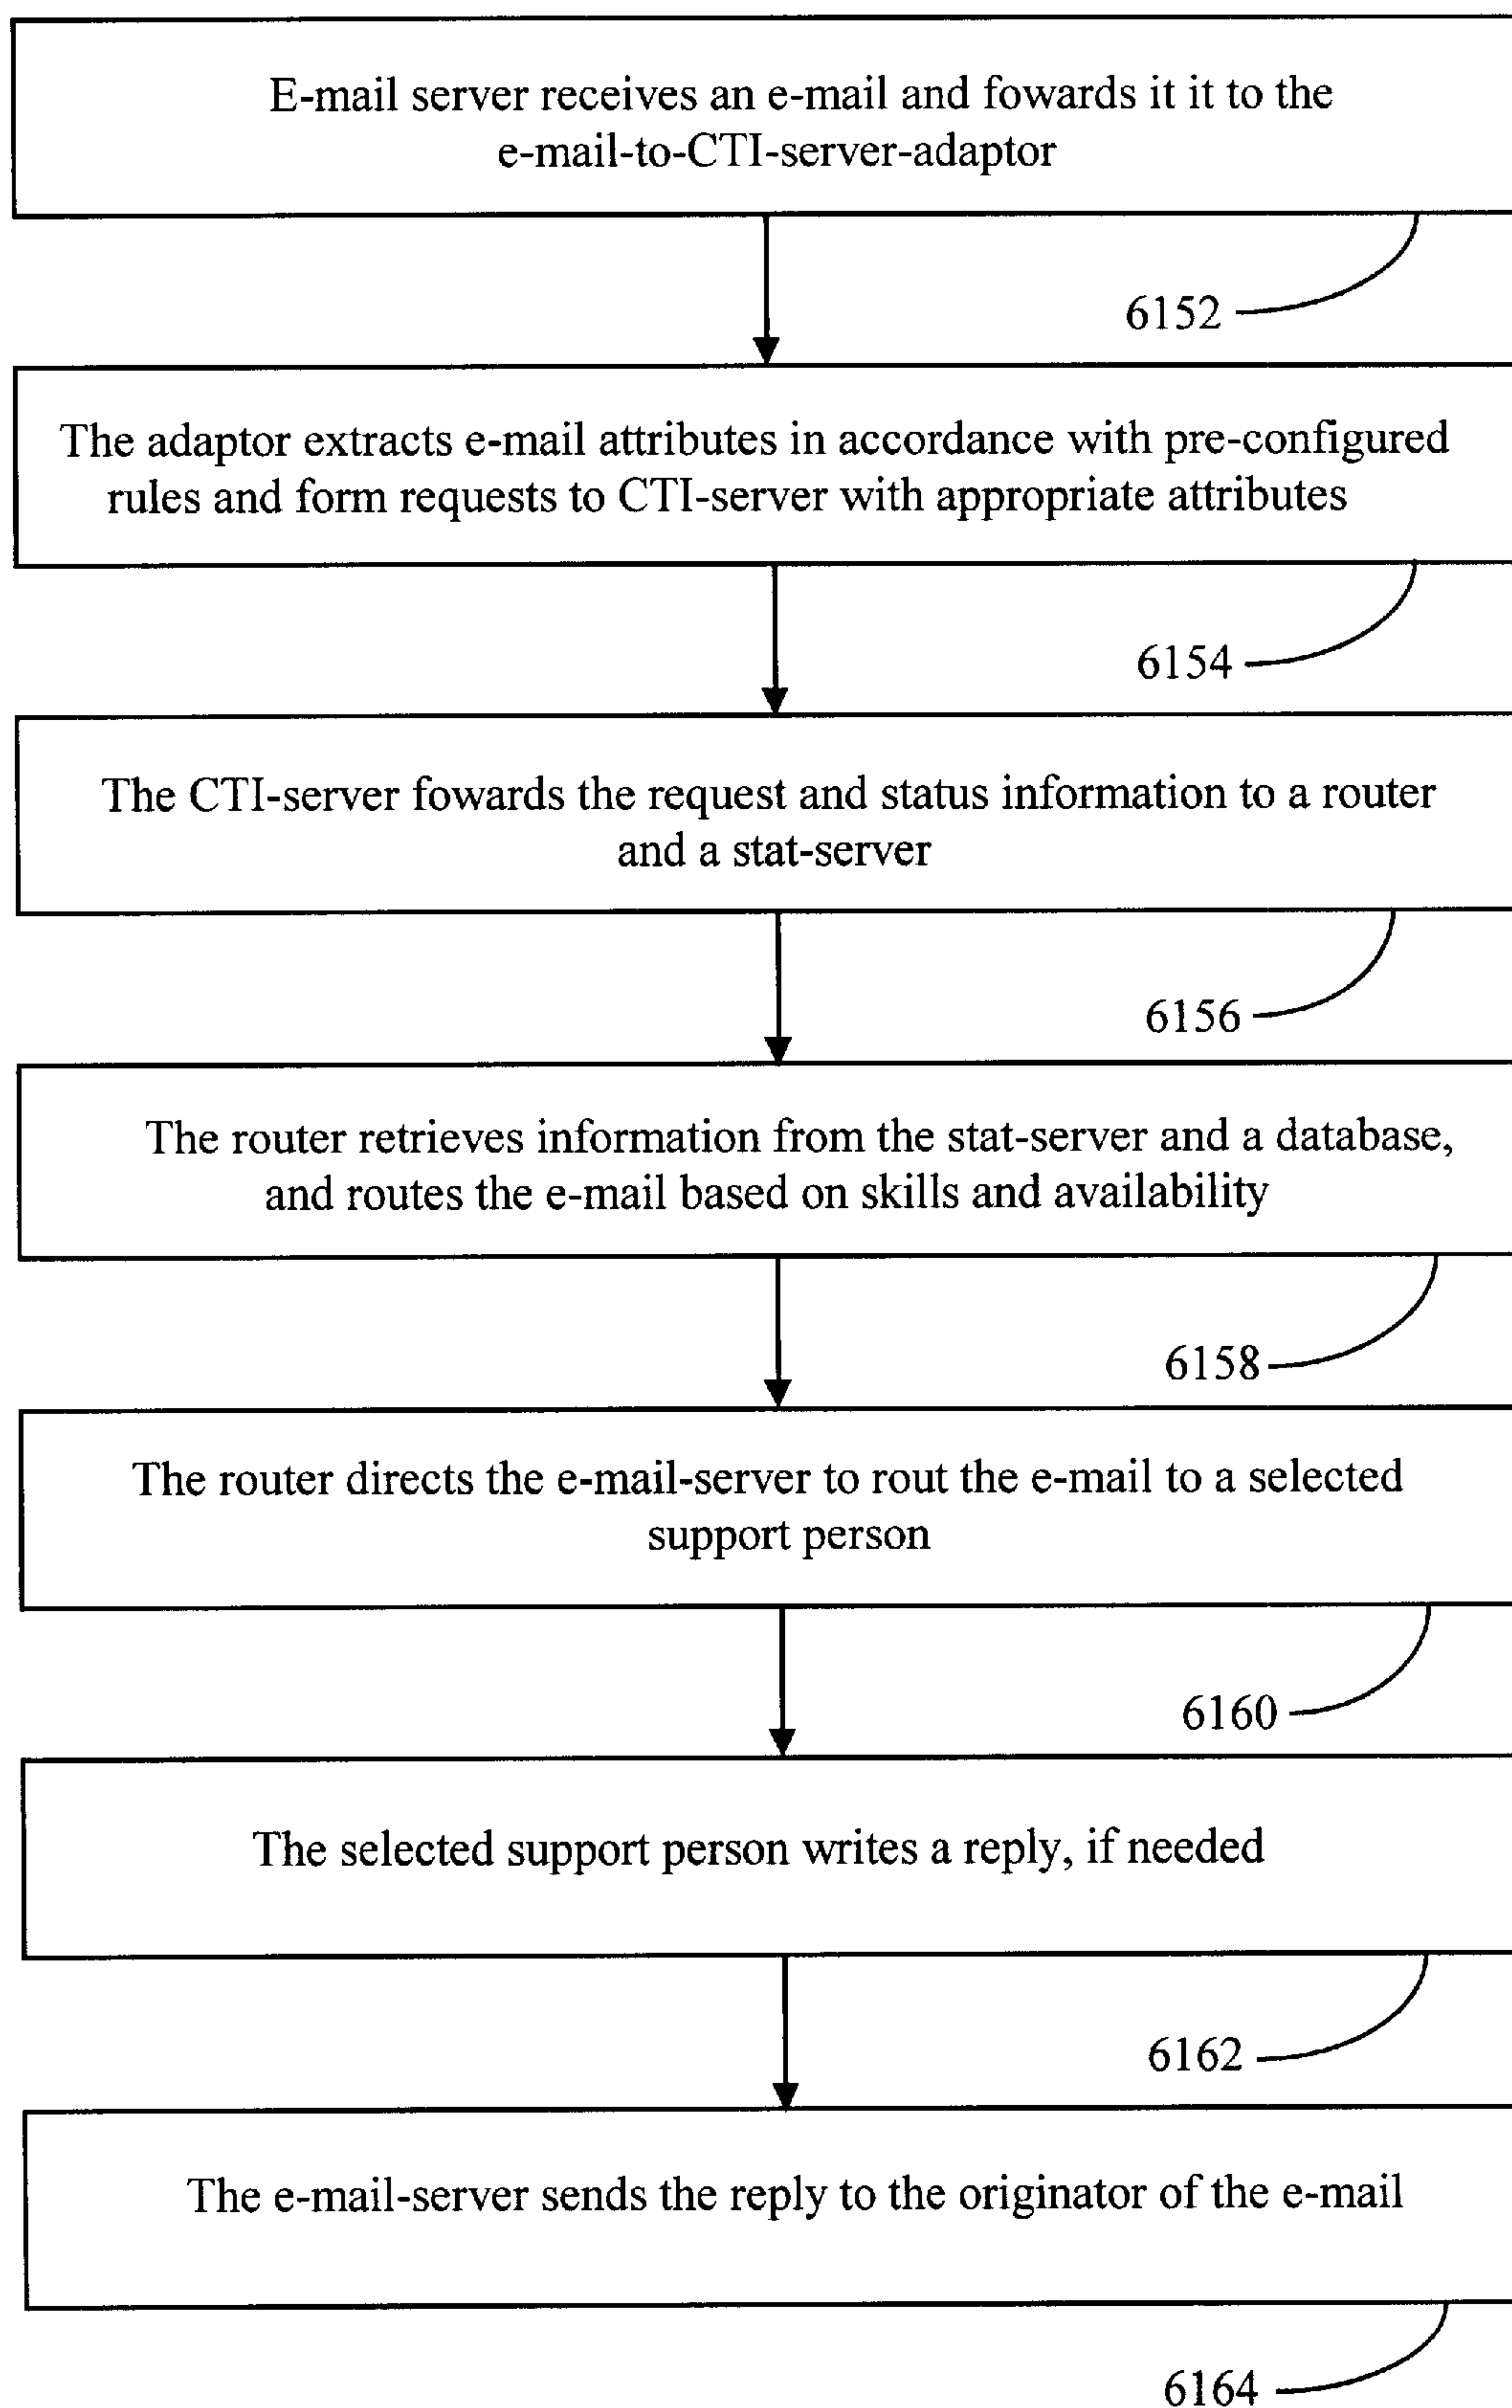 E-mail server receives an e-mail and fowards it it to the
e-mail-to-CTI-server-adaptor
6152
The adaptor extracts e-mail attributes in accordance with pre-configured
rules and form requests to CTI-server with appropriate attributes
6154
The CTI-server fowards the request and status information to a router
and a stat-server
6156
The router retrieves information from the stat-server and a database,
and routes the e-mail based on skills and availability
6158
The router directs the e-mail-server to rout the e-mail to a selected
support person
6160
The selected support person writes a reply, if needed
6162
The e-mail-server sends the reply to the originator of the e-mail
6164